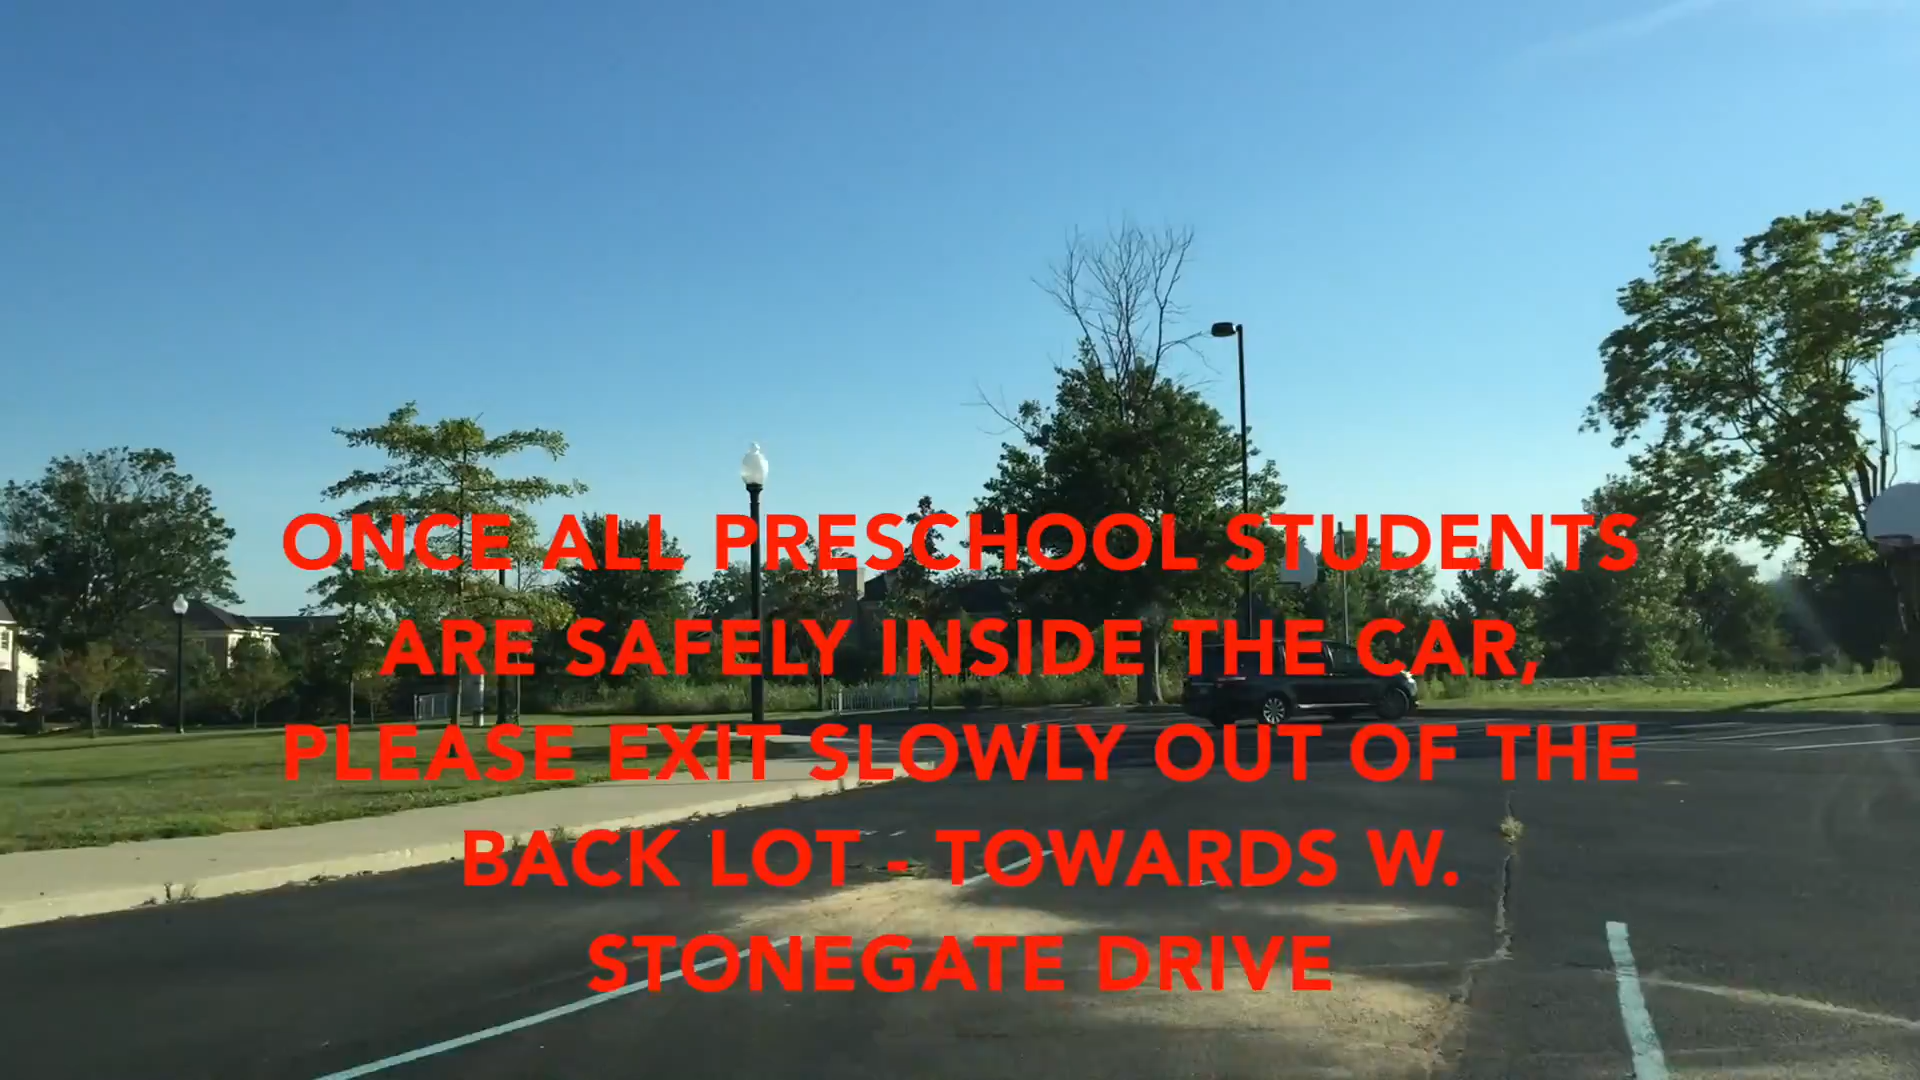 ONCE ALL PRESCHOOL STUDENTS
ARE SAFELY INSIDE THE CAR,
PLEASE EXIT SLOWLY OUT OF THE
BACK LOT - TOWARDS W.
STONEGATE DRIVE